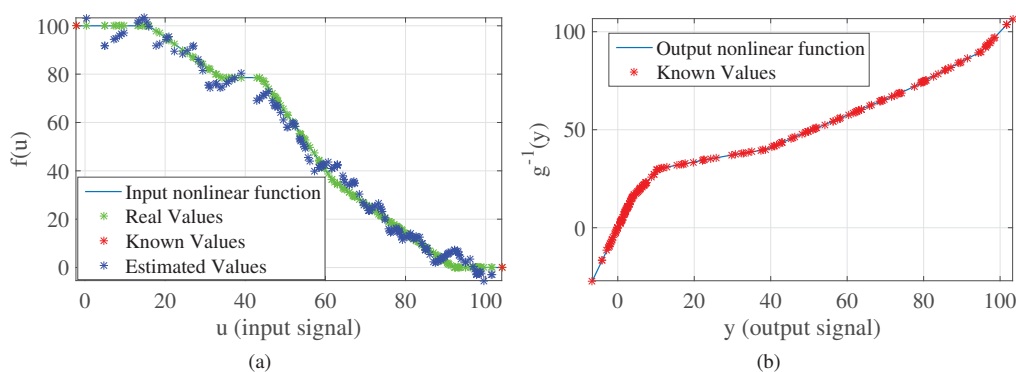 100
80
60
40
20
0
f(u)
Input nonlinear function
Real Values
Known Values
Estimated Values
0
20
40
60
80
100
u (input signal)
(a)
100
50
0
g⁻¹(y)
Output nonlinear function
Known Values
0
20
40
60
80
100
y (output signal)
(b)